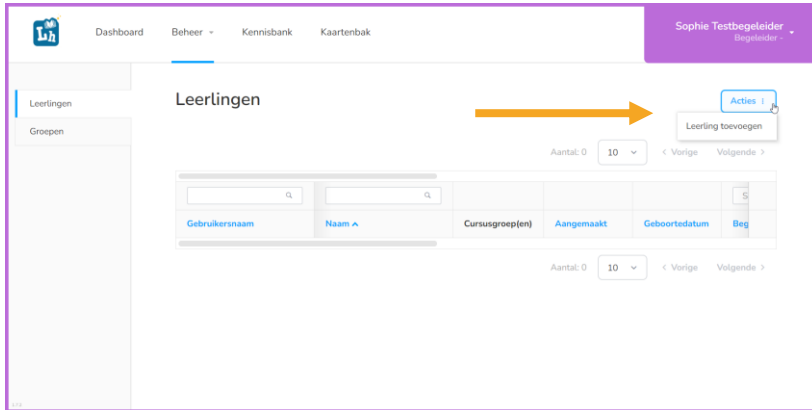 Lh
Dashboard Beheer Kennisbank Kaartenbak
Sophie Testbegeleider
Begeleider -
Leerlingen
Groepen
Leerlingen
Acties
Leerling toevoegen
Aantal: 0 10 < Vorige Volgende >
S
Gebruikersnaam Naam Cursusgroep(en) Aangemaakt Geboortedatum Beg
Aantal: 0 10 < Vorige Volgende >